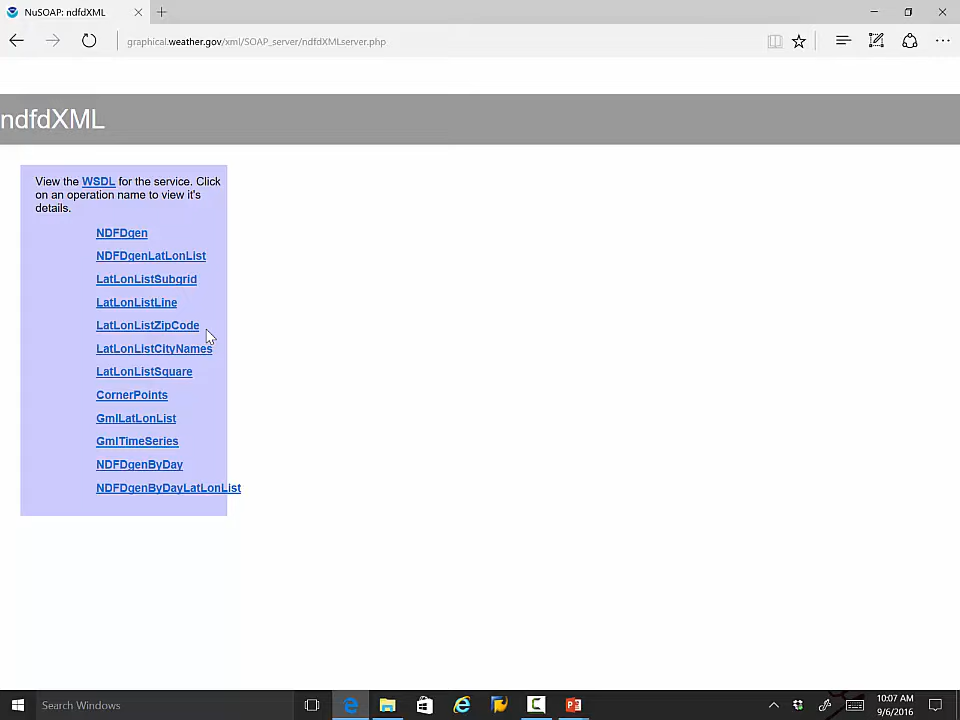 NuSOAP: ndfdXML
graphical.weather.gov/xml/SOAP_server/ndfdXMLserver.php
ndfdXML
View the WSDL for the service. Click
on an operation name to view it's
details.
NDFDgen
NDFDgenLatLonList
LatLonListSubgrid
LatLonListLine
LatLonListZipCode
LatLonListCityNames
LatLonListSquare
CornerPoints
GmlLatLonList
GmlTimeSeries
NDFDgenByDay
NDFDgenByDayLatLonList
Search Windows
10:07 AM
9/6/2016